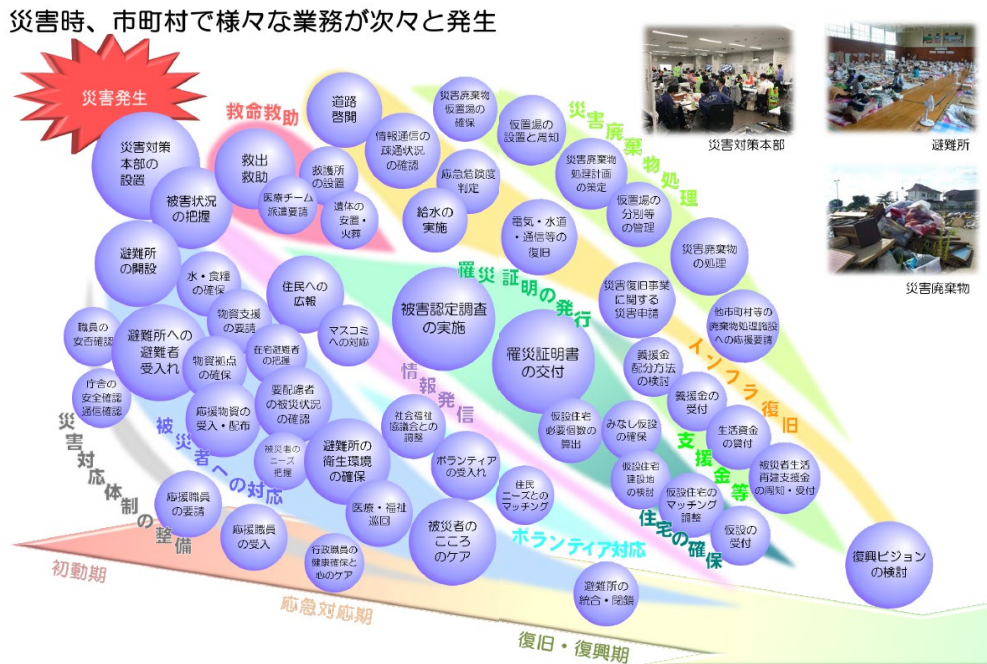 災害時、市町村で様々な業務が次々と発生
災害発生
災害対策
本部の
設置
被害状況
の把握
避難所
の開設
職員の
安否確認
庁舎の
安全確認
通信確認
避難所への
避難者
受入れ
救命救助
救出
救助
救護所
の設置
医療チーム
派遣要請
遺体の
安置・
火葬
道路
啓開
情報通信の
疎通状況
の確認
災害廃棄物
仮置場の
確保
応急危険度
判定
給水の
実施
仮置場の
設置と周知
災害廃棄物
処理計画
の策定
仮置場の
分別等
の管理
災害廃棄物処理
電気・水道
・通信等の
復旧
災害廃棄物
の処理
他市町村等の
廃棄物処理施設
への応援要請
災害復旧事業
に関する
災害申請
インフラ復旧
水・食糧
の確保
物資支援
の要請
住民への
広報
マスコミ
への対応
在宅避難者
の把握
物資拠点
の確保
要配慮者
の被災状況
の確認
応援物資の
受入・配布
被災者の
ニーズ
把握
避難所の
衛生環境
の確保
被災者への対応
情報発信
罹災証明の発行
被害認定調査
の実施
罹災証明書
の交付
義援金
配分方法
の検討
義援金の
受付
生活資金
の貸付
被災者生活
再建支援金
の周知・受付
支援金等
仮設住宅
必要個数の
算出
みなし仮設
の確保
仮設住宅
建設地
の検討
仮設住宅の
マッチング
調整
仮設の
受付
住宅の確保
社会福祉
協議会との
調整
ボランティア
の受入れ
住民
ニーズとの
マッチング
ボランティア対応
医療・福祉
巡回
被災者の
こころ
のケア
災害対応体制の整備
応援職員
の要請
応援職員
の受入
行政職員の
健康確保と
心のケア
避難所の
統合・閉鎖
復興ビジョン
の検討
初動期
応急対応期
復旧・復興期
災害対策本部
避難所
災害廃棄物